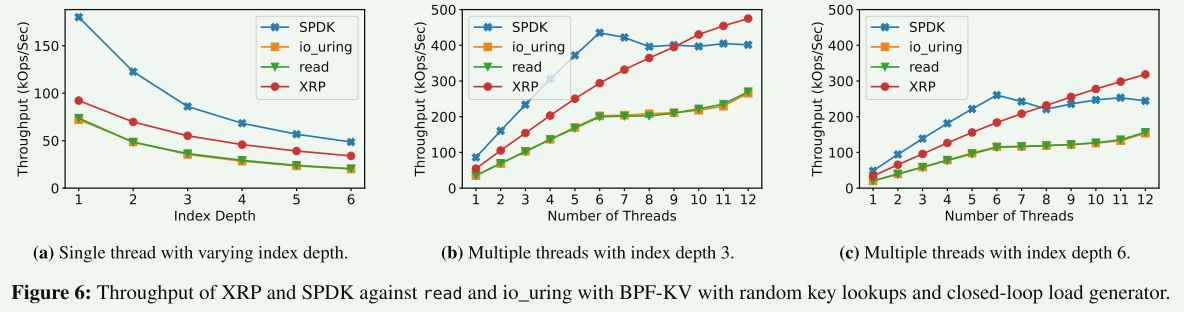 Throughput (kOps/Sec)
150
100
50
0
1 2 3 4 5 6
Index Depth
SPDK
io_uring
read
XRP
(a) Single thread with varying index depth.
Throughput (kOps/Sec)
500
400
300
200
100
0
1 2 3 4 5 6 7 8 9 10 11 12
Number of Threads
SPDK
io_uring
read
XRP
(b) Multiple threads with index depth 3.
Throughput (kOps/Sec)
500
400
300
200
100
0
1 2 3 4 5 6 7 8 9 10 11 12
Number of Threads
SPDK
io_uring
read
XRP
(c) Multiple threads with index depth 6.
Figure 6: Throughput of XRP and SPDK against read and io_uring with BPF-KV with random key lookups and closed-loop load generator.